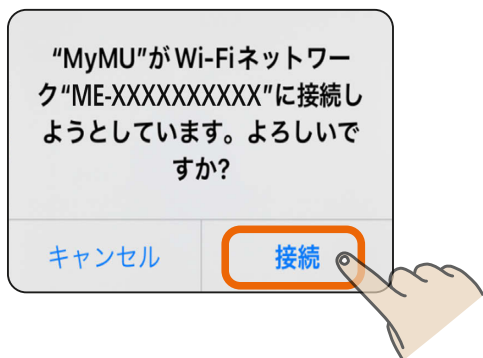 “MyMU”がWi-Fiネットワー
ク“ME-XXXXXXXXXX”に接続し
ようとしています。よろしいで
すか?
キャンセル
接続